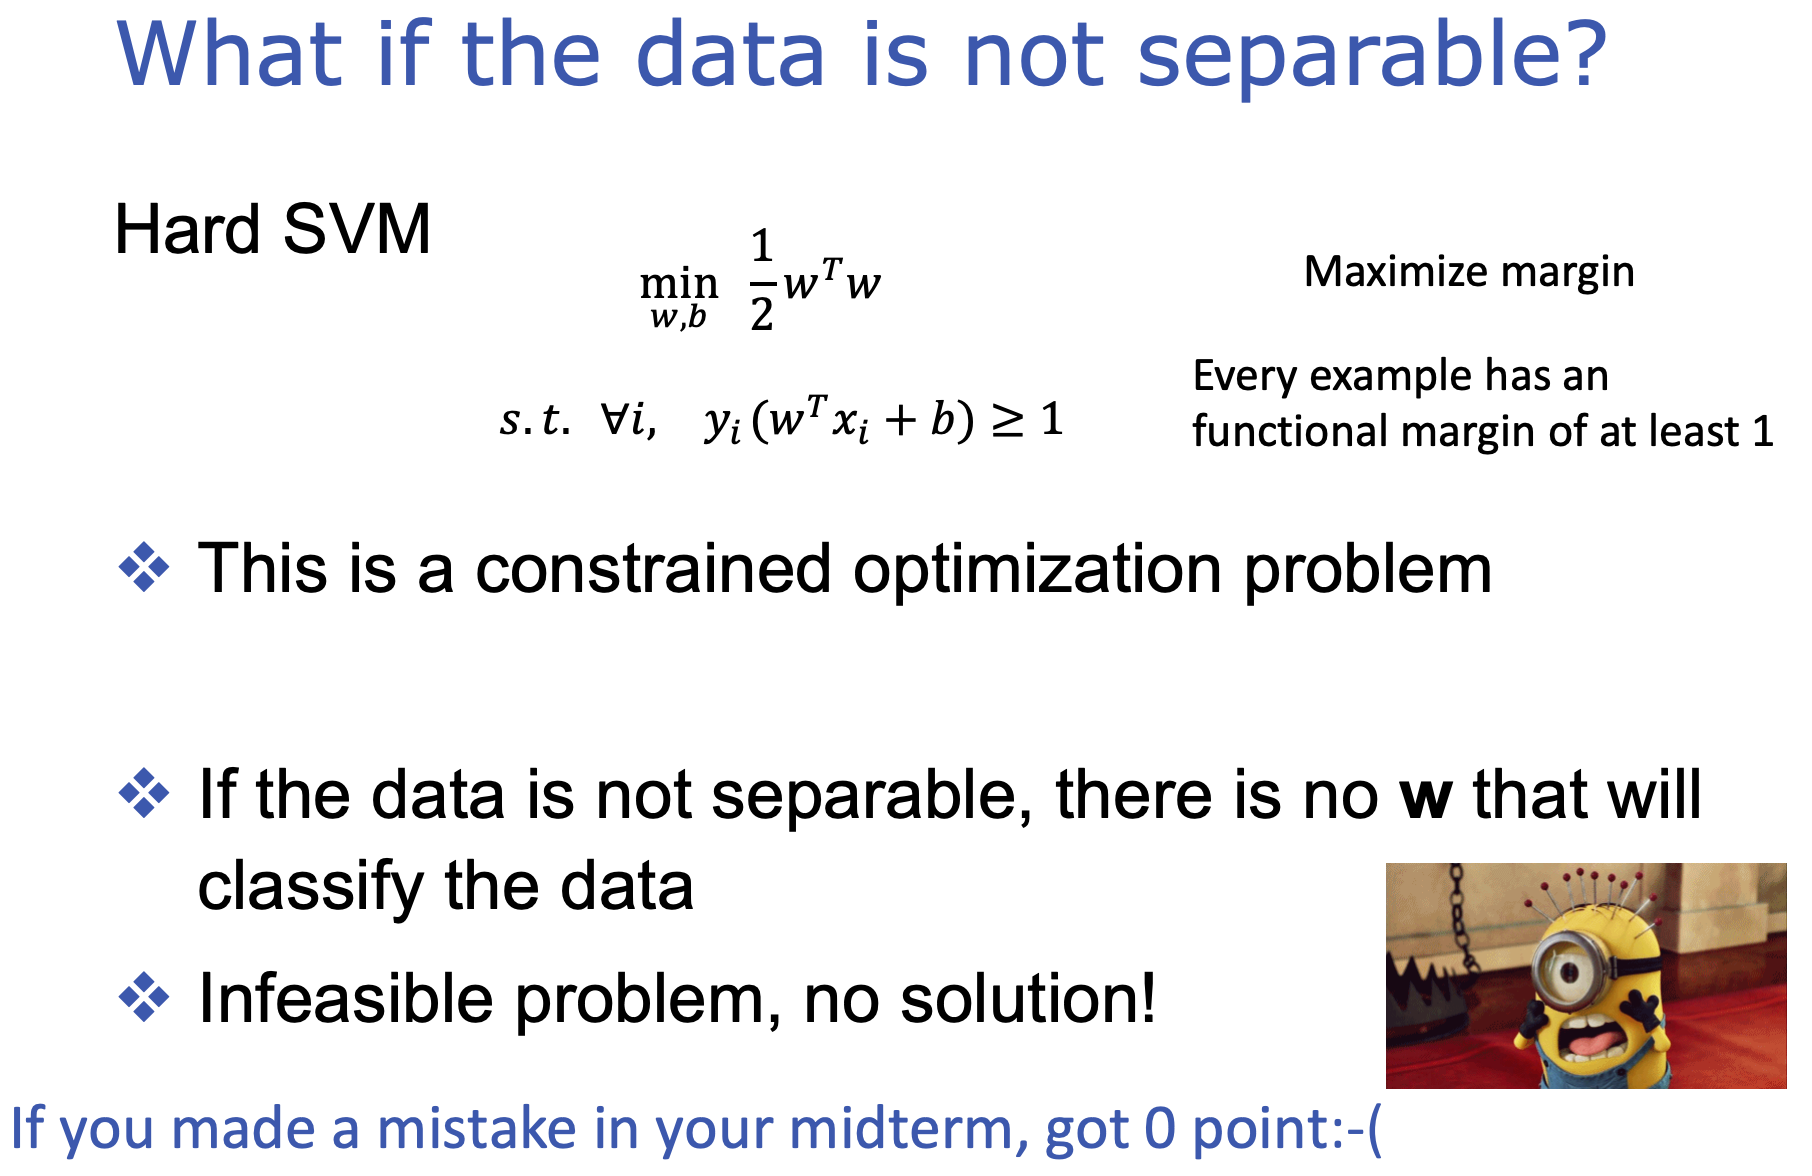 What if the data is not separable?
Hard SVM
min_{w,b} \frac{1}{2} w^T w
Maximize margin
s.t. ∀i, y_i(w^T x_i + b) ≥ 1
Every example has an
functional margin of at least 1
❖ This is a constrained optimization problem
❖ If the data is not separable, there is no w that will
classify the data
❖ Infeasible problem, no solution!
If you made a mistake in your midterm, got 0 point:-(